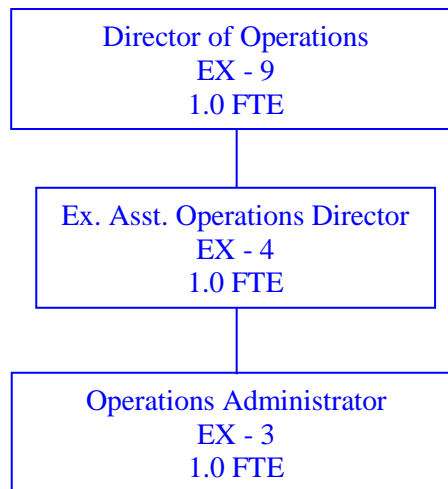 Director of Operations
EX - 9
1.0 FTE
Ex. Asst. Operations Director
EX - 4
1.0 FTE
Operations Administrator
EX - 3
1.0 FTE